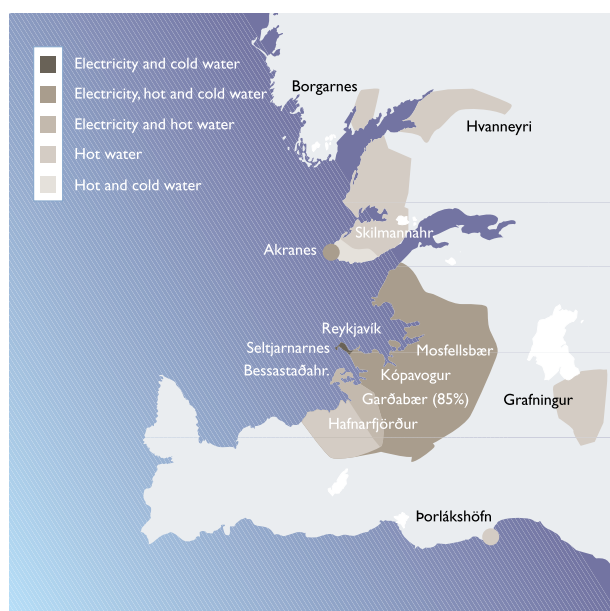 Electricity and cold water
Electricity, hot and cold water
Electricity and hot water
Hot water
Hot and cold water
Borgarnes
Hvanneyri
Skilmannahr.
Akranes
Reykjavík
Seltjarnarnes
Mosfellsbær
Bessastaðahr.
Kópavogur
Garðabær (85%)
Grafningur
Hafnarfjörður
Þorlákshöfn